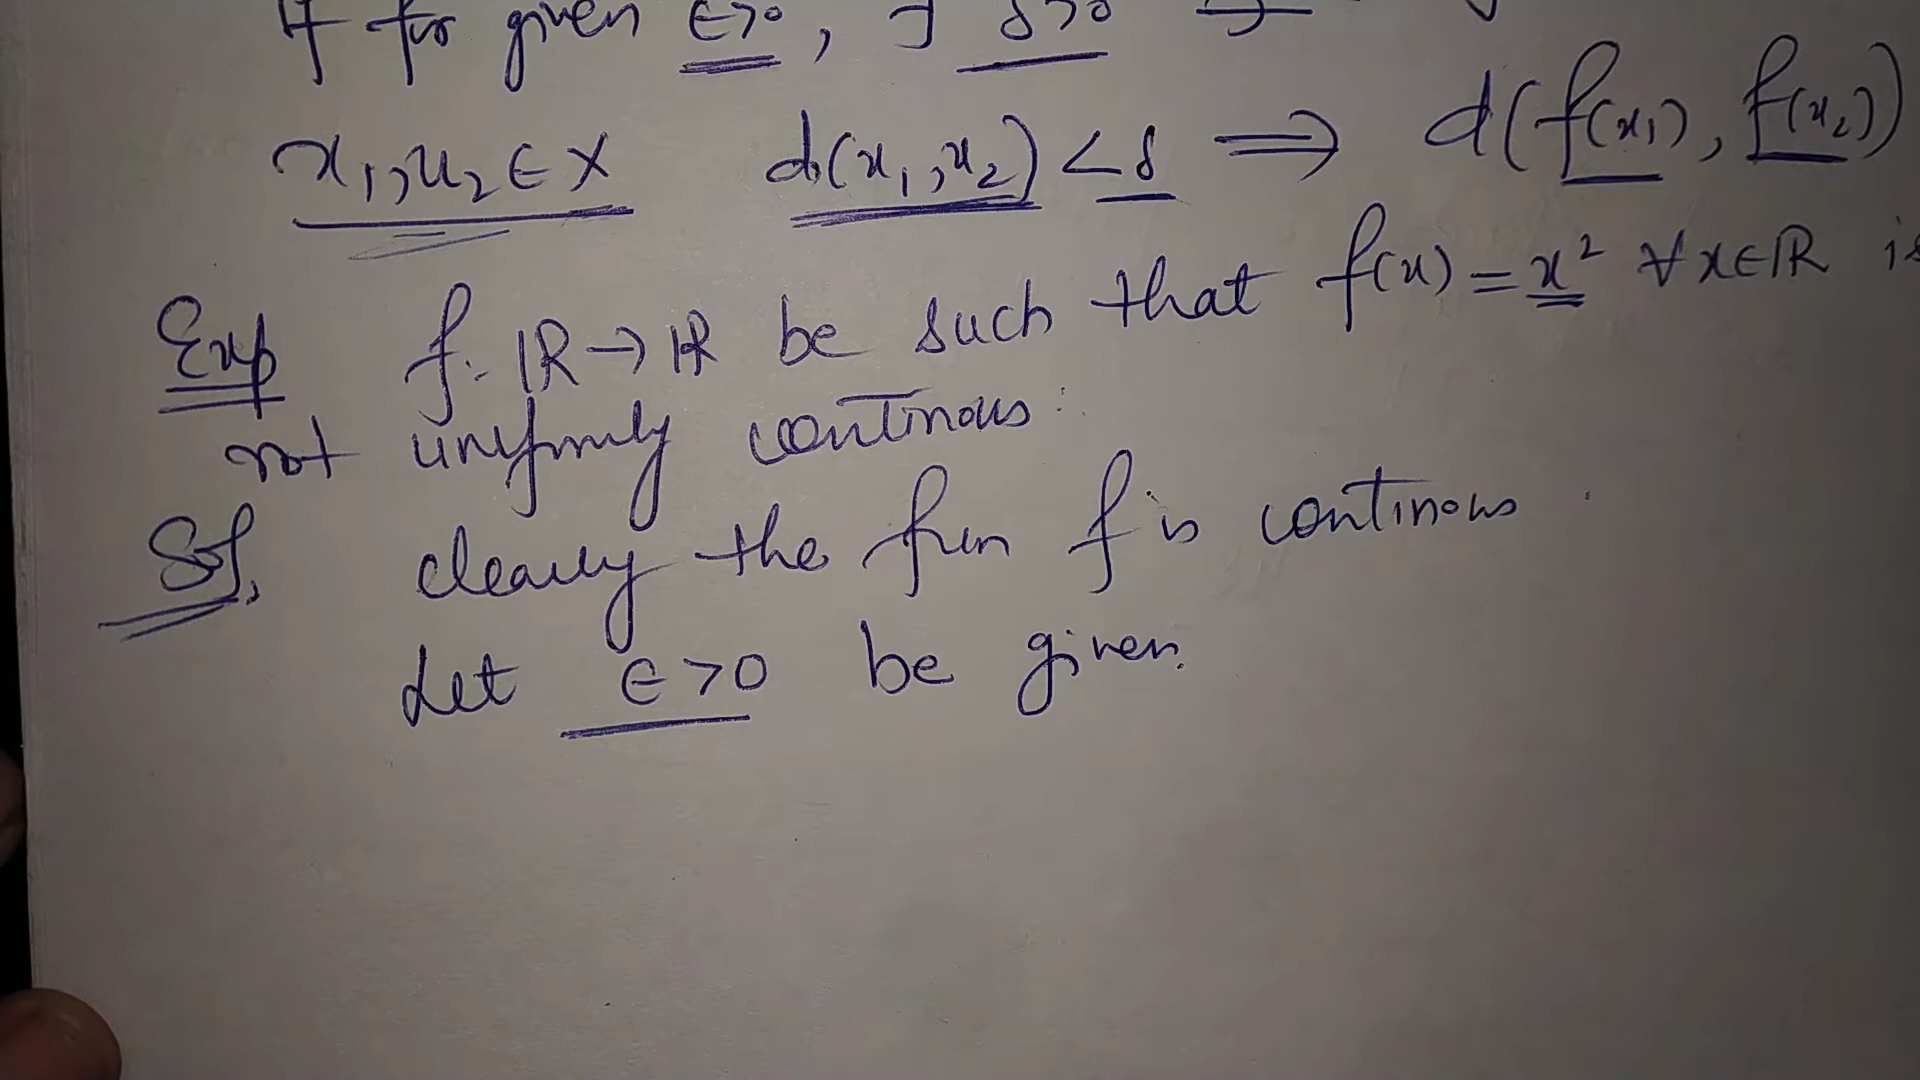 If for given ϵ>0, ∃ δ>0
x₁,x₂ ∈ X d(x₁,x₂) < δ ⟹ d(f(x₁), f(x₂))
Exp f: ℝ→ℝ be such that f(x) = x² ∀ x∈ℝ is
not uniformly continous.
Sol, clearly the fun f is continous
Let ϵ>0 be given.